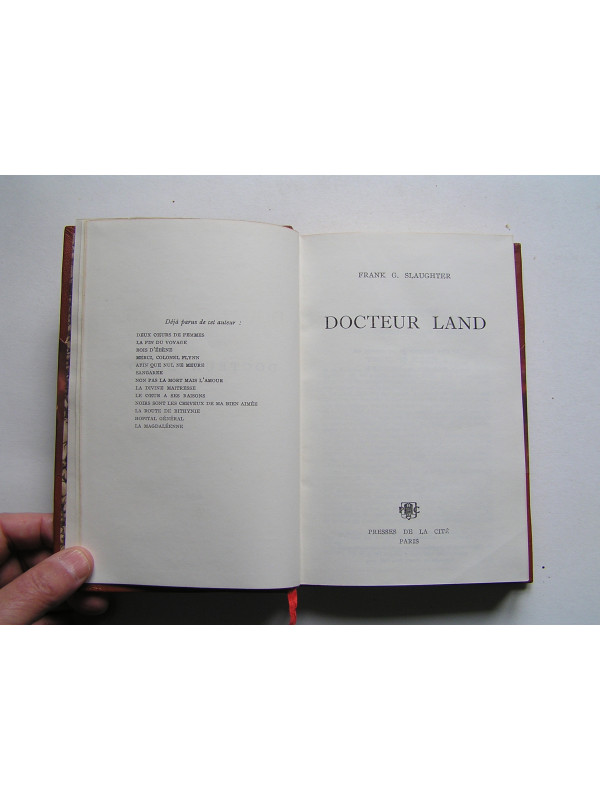 Déjà parus de cet auteur :
DEUX CŒURS DE FEMMES
LA FIN DU VOYAGE
BOIS D'ÉBÈNE
MERCI, COLONEL FLYNN
AFIN QUE NUL NE MEURE
SANGAREE
NON PAS LA MORT MAIS L'AMOUR
LA DIVINE MAITRESSE
LE CŒUR A SES RAISONS
NOIRS SONT LES CHEVEUX DE MA BIEN AIMÉE
LA ROUTE DE BITHYNIE
HOPITAL GÉNÉRAL
LA MAGDALÉENNE
FRANK G. SLAUGHTER
DOCTEUR LAND
PRESSES DE LA CITÉ
PARIS